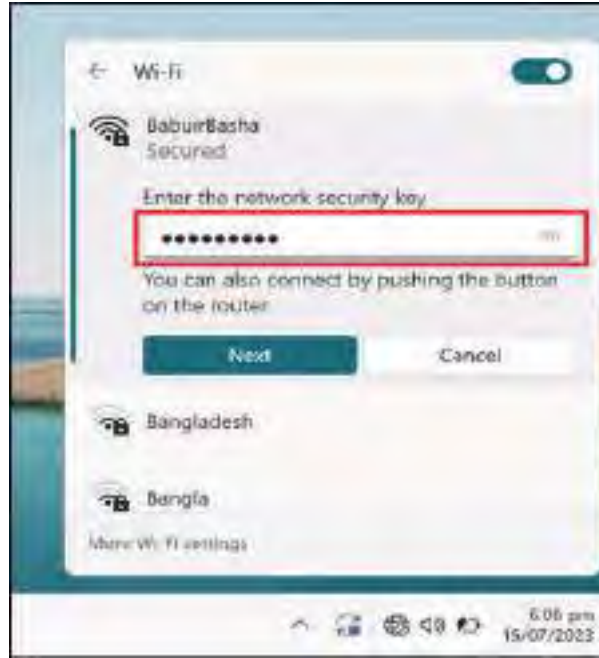 Wi-Fi
BabuirBasha
Secured
Enter the network security key
You can also connect by pushing the button
on the router
Next
Cancel
Bangladesh
Bangla
More Wi-Fi settings
6:06 pm
15/07/2023